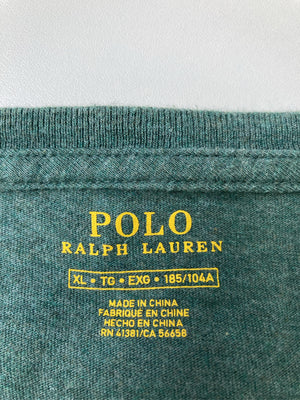 POLO
RALPH LAUREN
XL • TG • EXG • 185/104A
MADE IN CHINA
FABRIQUÉ EN CHINE
HECHO EN CHINA
RN 41381/CA 56658